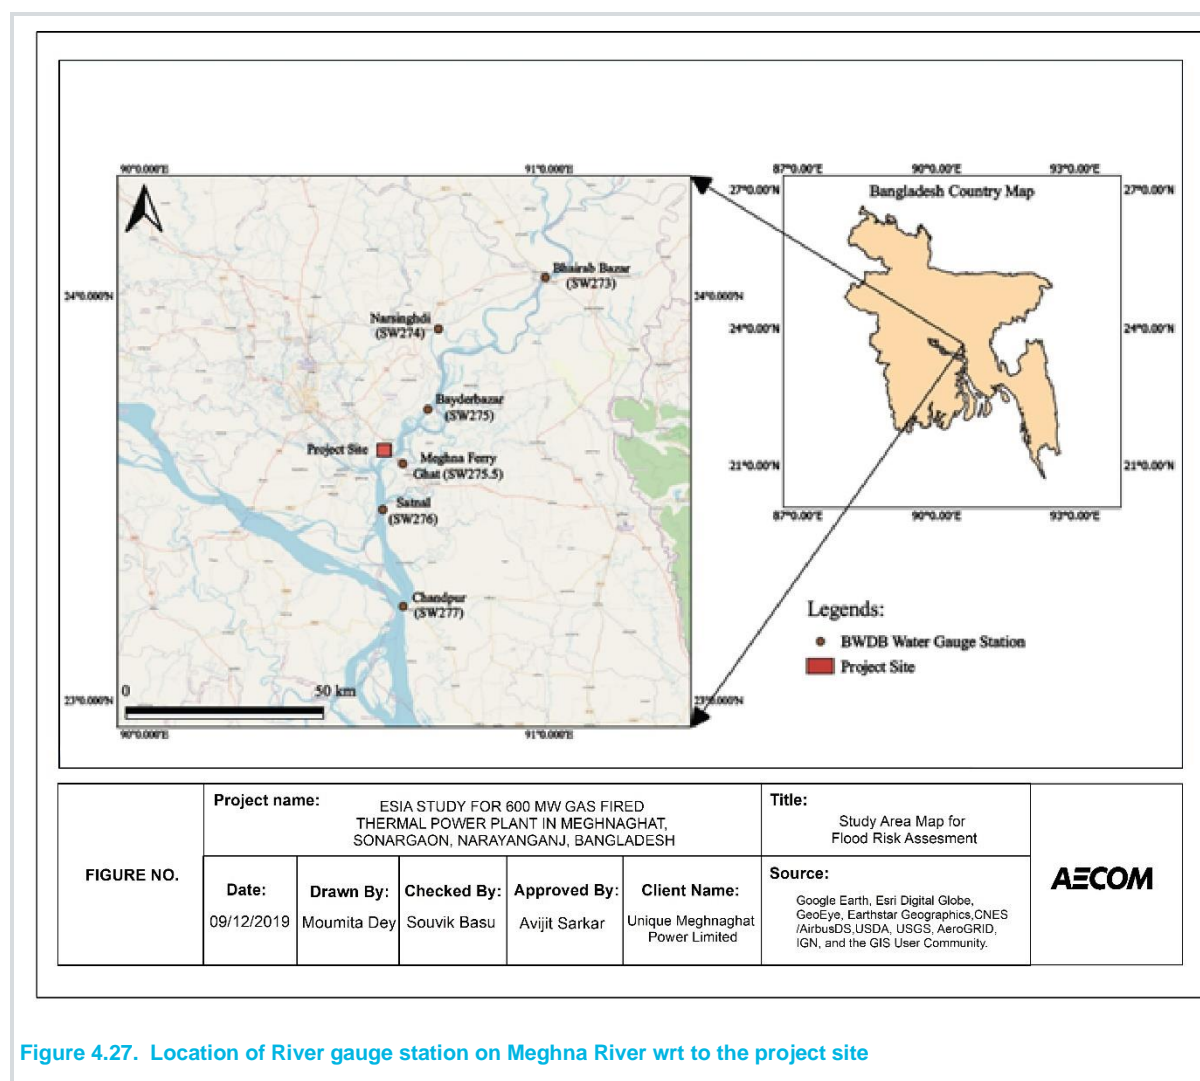 90°0.000'E
91°0.000'E
24°0.000'N
24°0.000'N
Bhairab Bazar
(SW273)
Narsinghdi
(SW274)
Bayderbazar
(SW275)
Project Site
Meghna Ferry
Ghat (SW275.5)
Satnal
(SW276)
Chandpur
(SW277)
0
50 km
23°0.000'N
23°0.000'N
90°0.000'E
91°0.000'E
87°0.00'E
90°0.00'E
93°0.00'E
27°0.00'N
27°0.00'N
Bangladesh Country Map
24°0.00'N
24°0.00'N
21°0.00'N
21°0.00'N
87°0.00'E
90°0.00'E
93°0.00'E
Legends:
BWDB Water Gauge Station
Project Site
FIGURE NO.
Project name:
ESIA STUDY FOR 600 MW GAS FIRED
THERMAL POWER PLANT IN MEGHNAGHAT,
SONARGAON, NARAYANGANJ, BANGLADESH
Title:
Study Area Map for
Flood Risk Assesment
Date:
09/12/2019
Drawn By:
Moumita Dey
Checked By:
Souvik Basu
Approved By:
Avijit Sarkar
Client Name:
Unique Meghnaghat
Power Limited
Source:
Google Earth, Esri Digital Globe,
GeoEye, Earthstar Geographics,CNES
/AirbusDS,USDA, USGS, AeroGRID,
IGN, and the GIS User Community.
AECOM
Figure 4.27. Location of River gauge station on Meghna River wrt to the project site